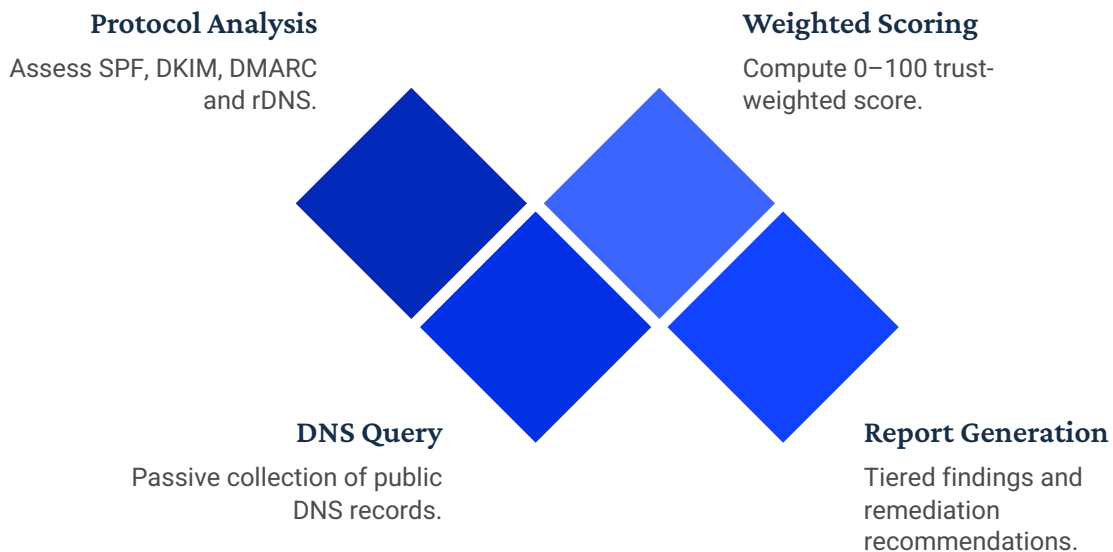 Protocol Analysis
Assess SPF, DKIM, DMARC
and rDNS.
Weighted Scoring
Compute 0–100 trust-
weighted score.
DNS Query
Passive collection of public
DNS records.
Report Generation
Tiered findings and
remediation
recommendations.